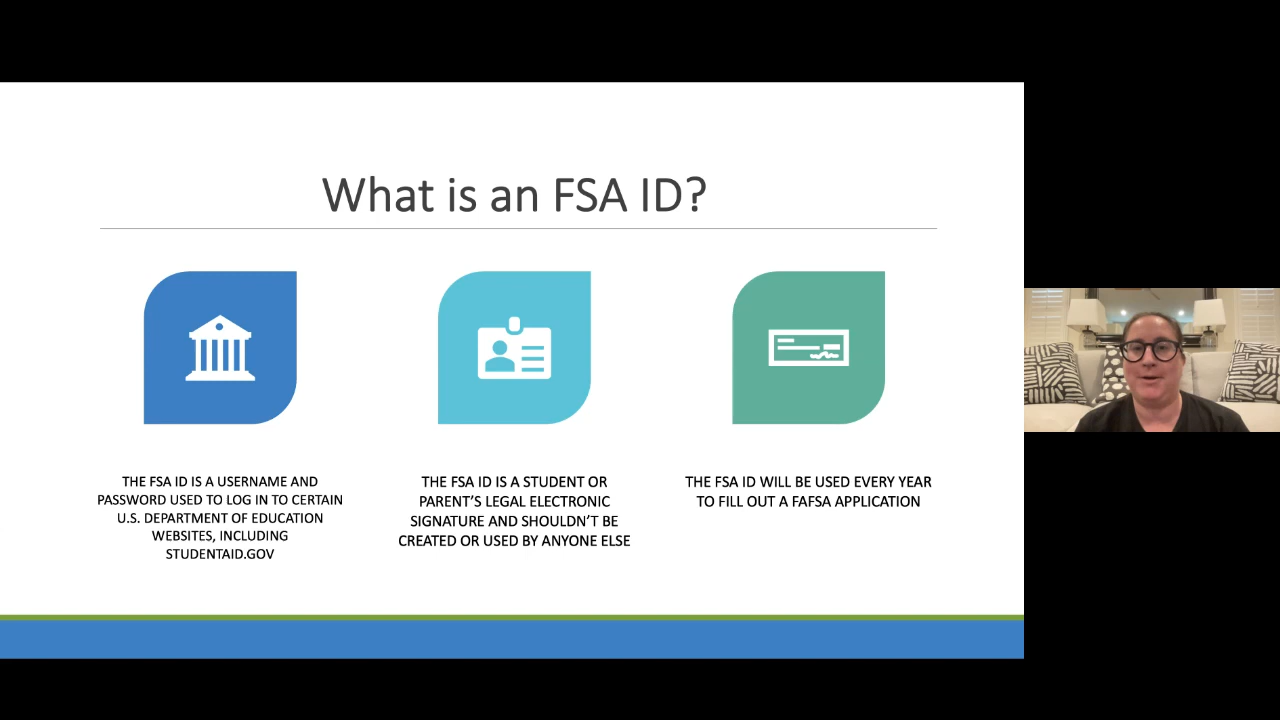 What is an FSA ID?
THE FSA ID IS A USERNAME AND
PASSWORD USED TO LOG IN TO CERTAIN
U.S. DEPARTMENT OF EDUCATION
WEBSITES, INCLUDING
STUDENTAID.GOV
THE FSA ID IS A STUDENT OR
PARENT’S LEGAL ELECTRONIC
SIGNATURE AND SHOULDN’T BE
CREATED OR USED BY ANYONE ELSE
THE FSA ID WILL BE USED EVERY YEAR
TO FILL OUT A FAFSA APPLICATION